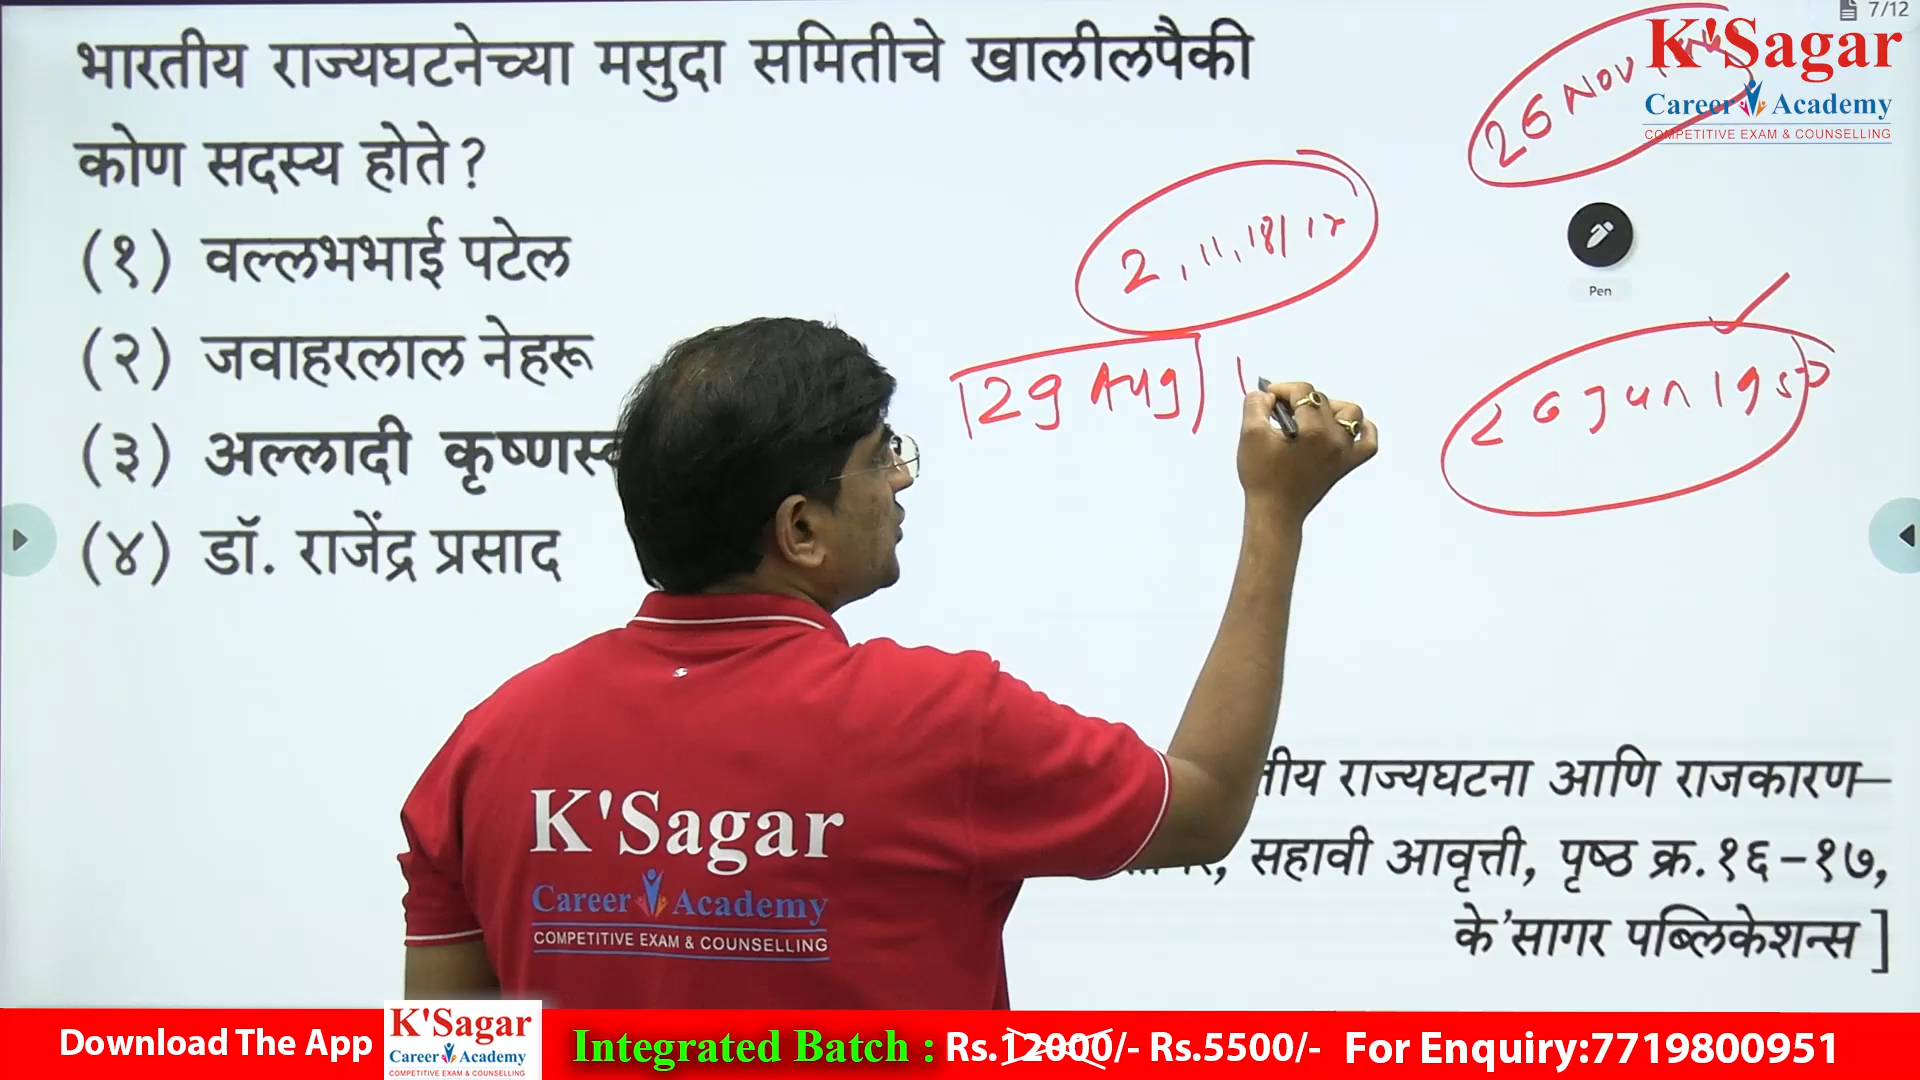 7/12
भारतीय राज्यघटनेच्या मसुदा समितीचे खालीलपैकी
कोण सदस्य होते?
(१) वल्लभभाई पटेल
(२) जवाहरलाल नेहरू
(३) अल्लादी
(४) डॉ. राजेंद्र प्रसाद
26 Nov
K'Sagar
Career Academy
COMPETITIVE EXAM & COUNSELLING
Pen
2, 11, 18/17
29 Aug
26 Jan 1950
राज्यघटना आणि राजकारण—
सहावी आवृत्ती, पृष्ठ क्र. १६–१७,
के'सागर पब्लिकेशन्स ]
K'Sagar
Career Academy
COMPETITIVE EXAM & COUNSELLING
Download The App
K'Sagar
Career Academy
COMPETITIVE EXAM & COUNSELLING
Integrated Batch : Rs.12000/- Rs.5500/- For Enquiry:7719800951